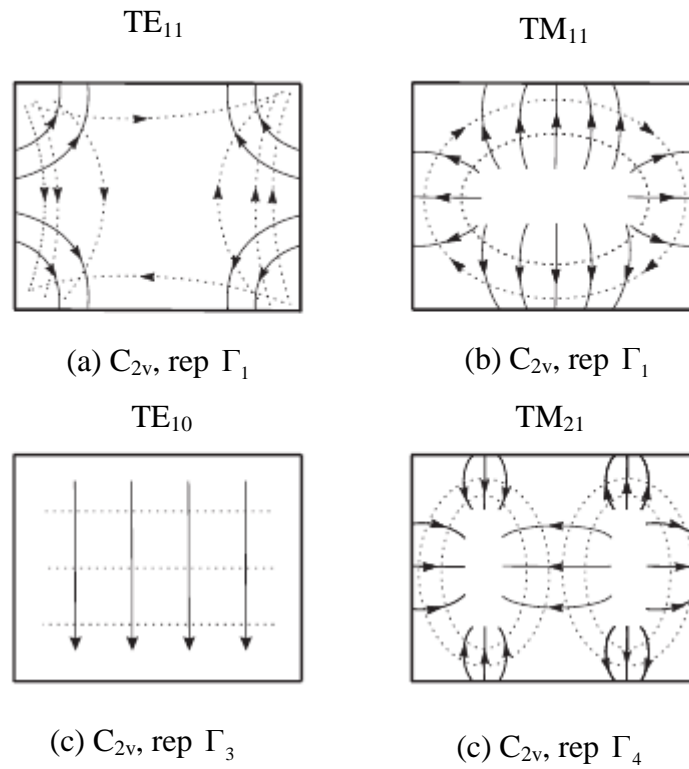 TE₁₁
TM₁₁
(a) C₂ᵥ, rep Γ₁
(b) C₂ᵥ, rep Γ₁
TE₁₀
TM₂₁
(c) C₂ᵥ, rep Γ₃
(c) C₂ᵥ, rep Γ₄